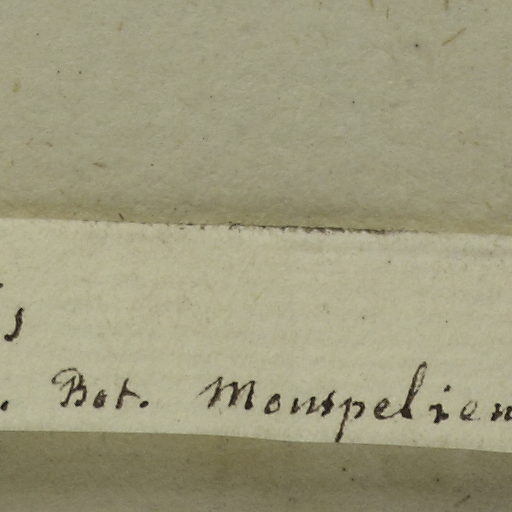 s
. Bot. Monspelien